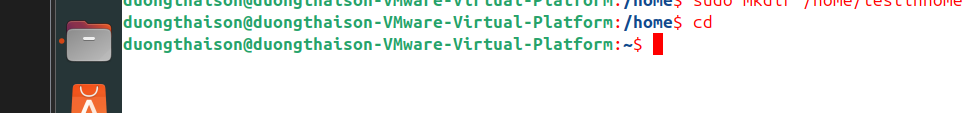 duongthaison@duongthaison-VMware-Virtual-Platform:/home$ sudo mkdir /home/testinhome
duongthaison@duongthaison-VMware-Virtual-Platform:/home$ cd
duongthaison@duongthaison-VMware-Virtual-Platform:~$